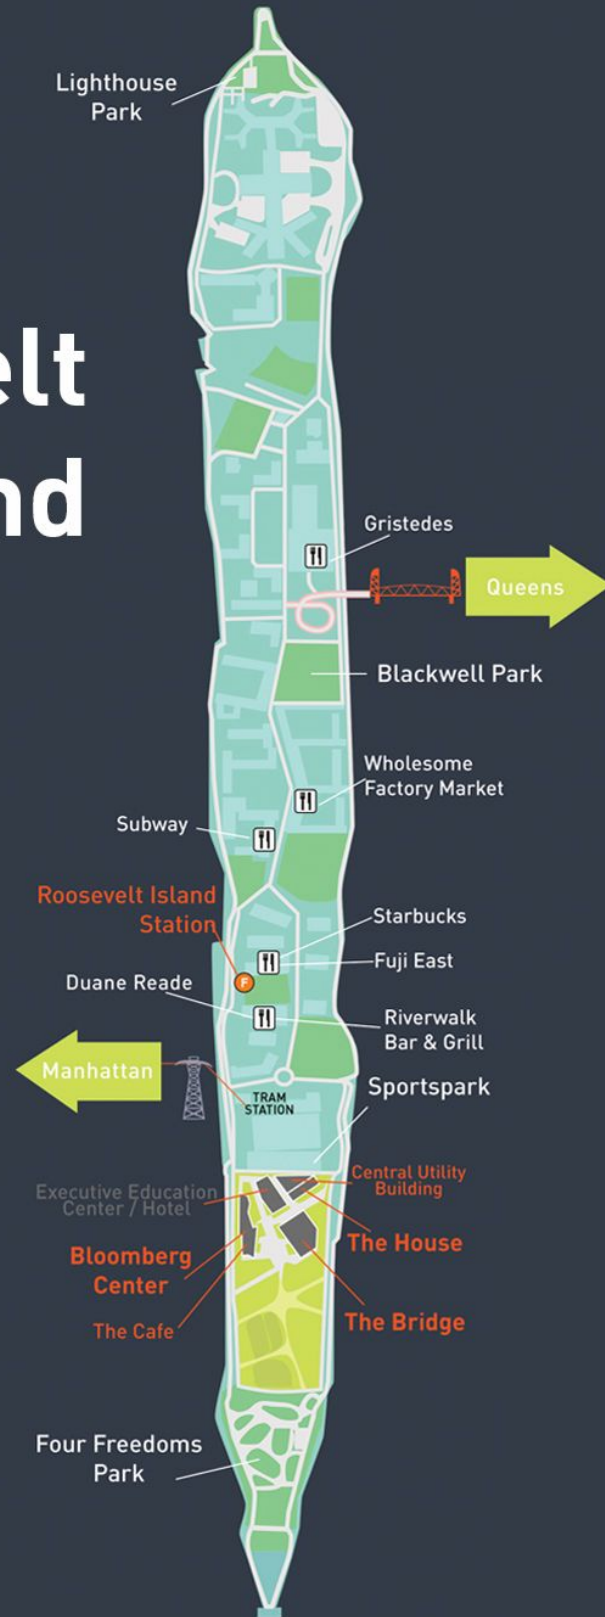 Lighthouse
Park
elt
nd
Gristedes
Queens
Blackwell Park
Wholesome
Factory Market
Subway
Roosevelt Island
Station
Starbucks
F
Fuji East
Duane Reade
Riverwalk
Bar & Grill
Manhattan
TRAM
STATION
Sportspark
Executive Education
Center / Hotel
Central Utility
Building
The House
Bloomberg
Center
The Cafe
The Bridge
Four Freedoms
Park